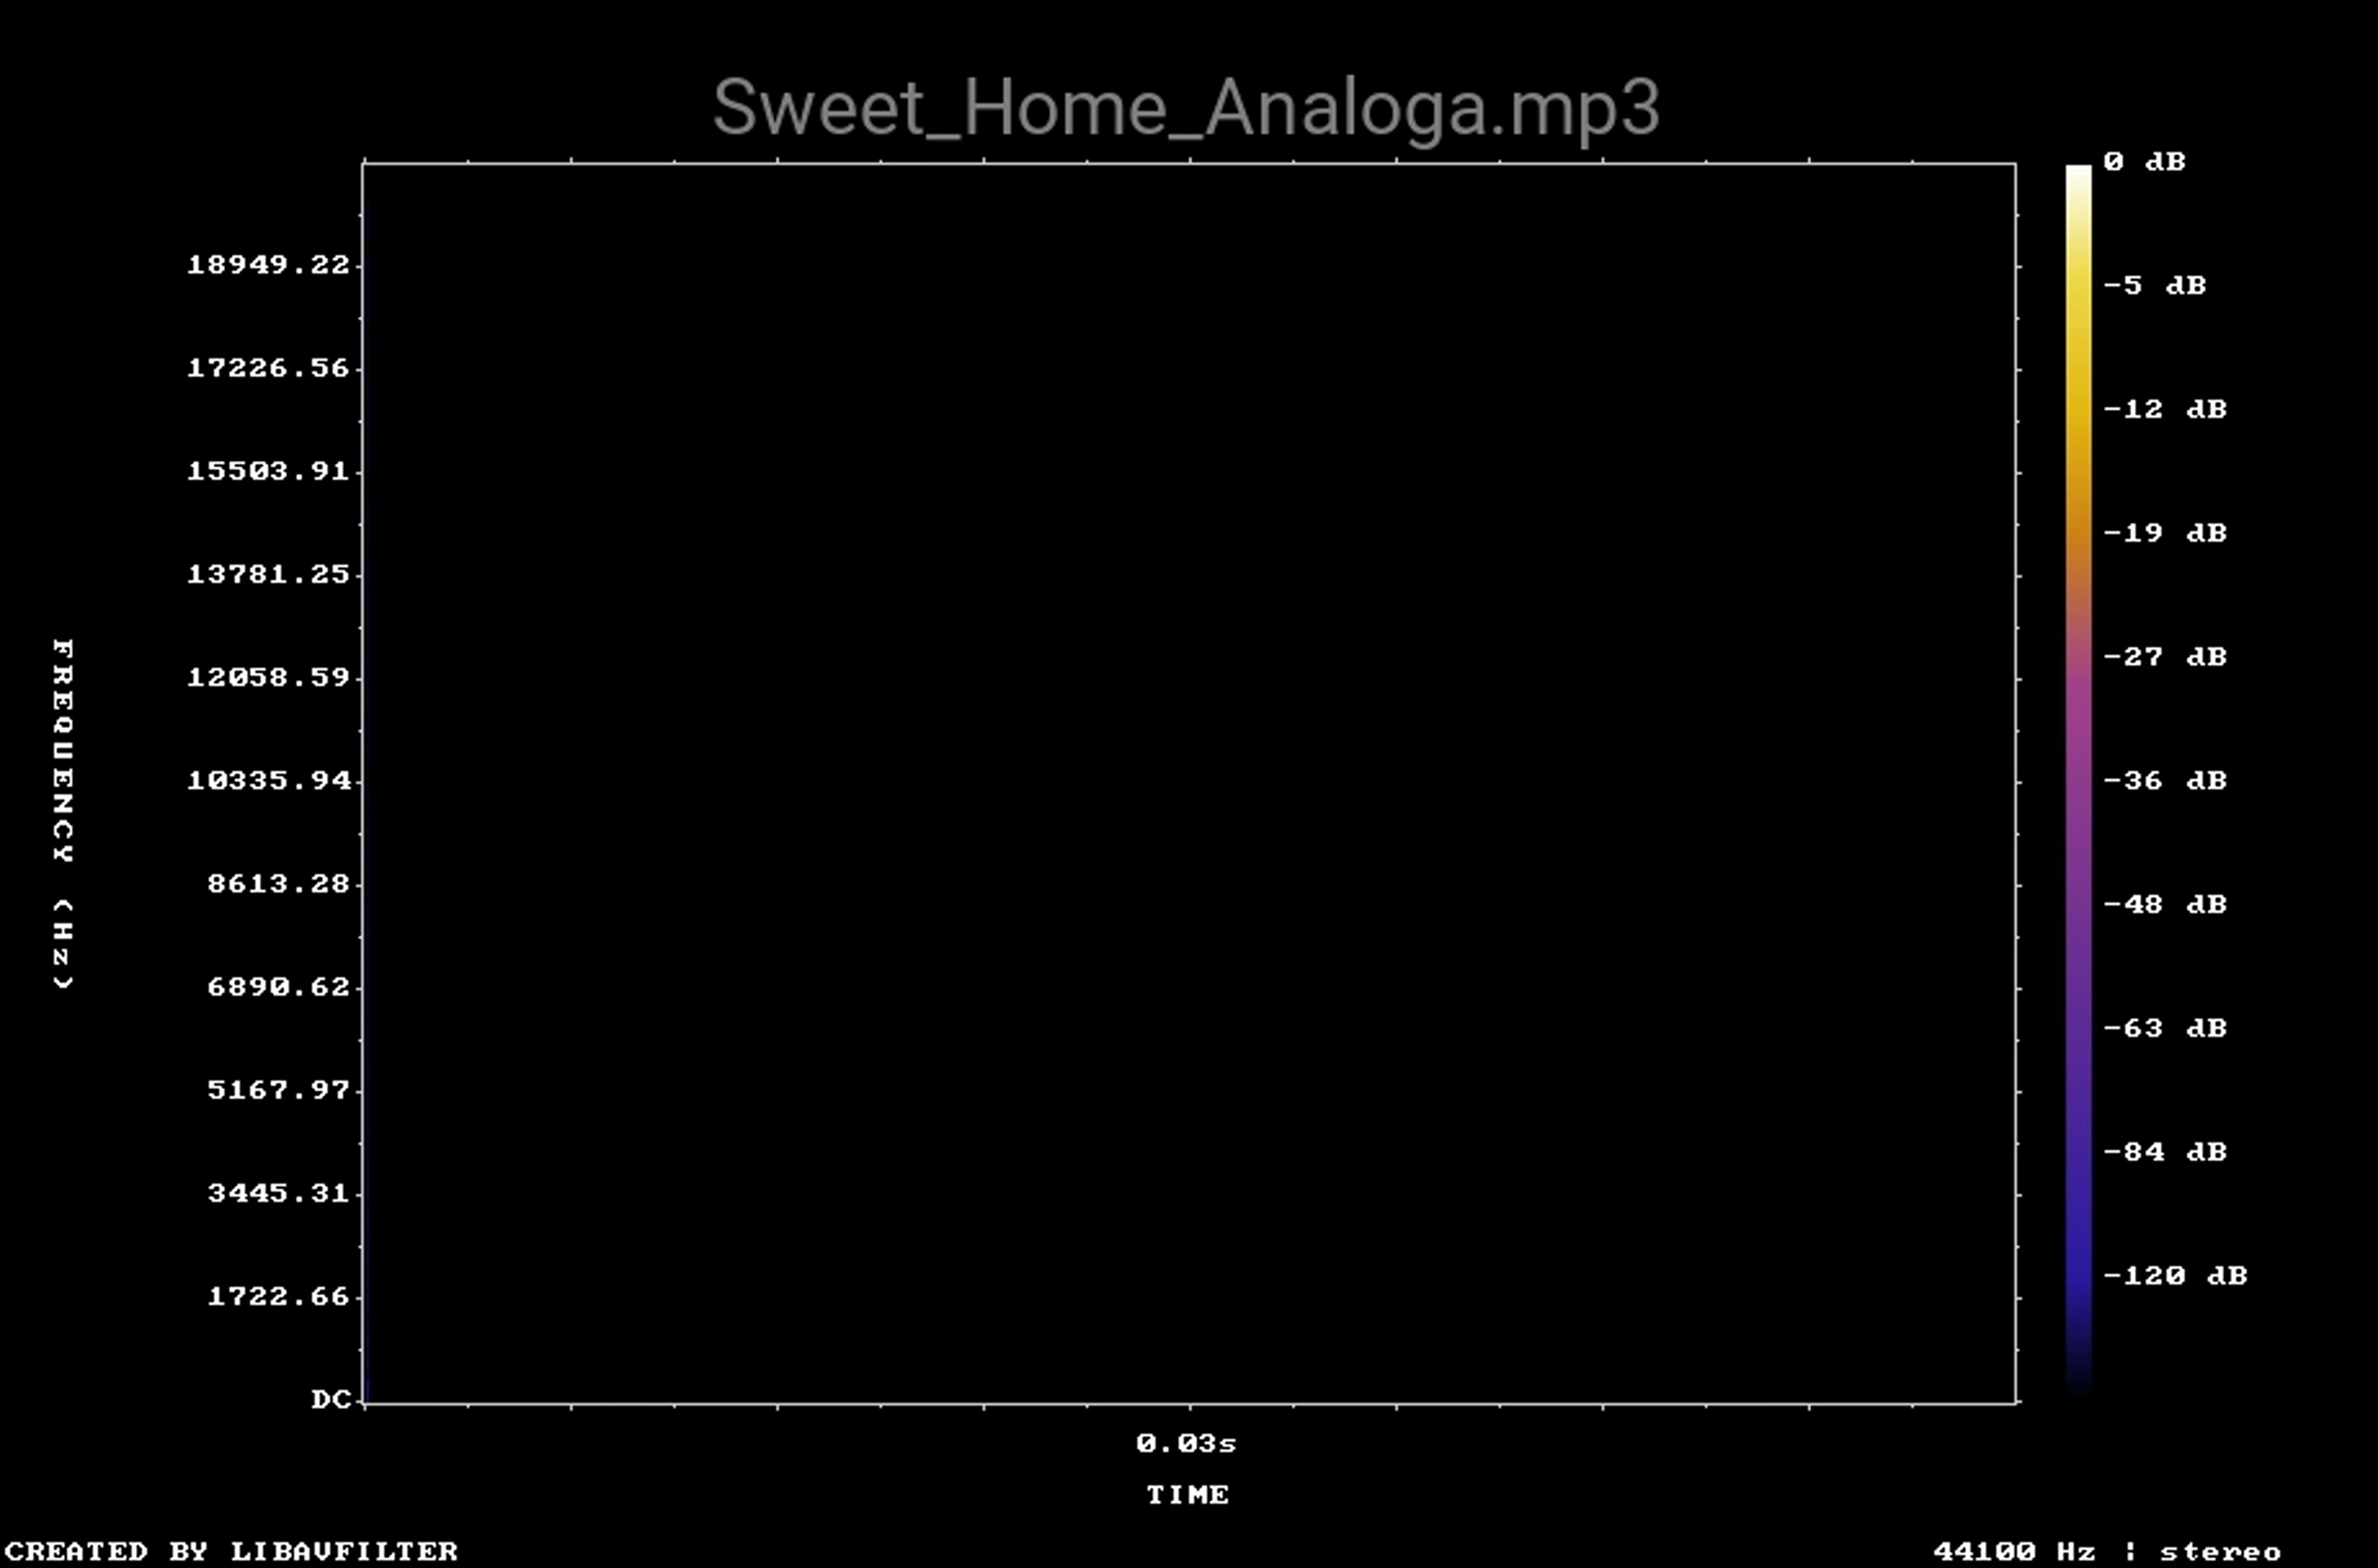 Sweet_Home_Analoga.mp3
0 dB
18949.22
-5 dB
17226.56
-12 dB
15503.91
-19 dB
13781.25
-27 dB
12058.59
-36 dB
10335.94
8613.28
-48 dB
6890.62
-63 dB
5167.97
-84 dB
3445.31
-120 dB
1722.66
DC
FREQUENCY (Hz)
0.03s
TIME
CREATED BY LIBAVFILTER
44100 Hz | stereo